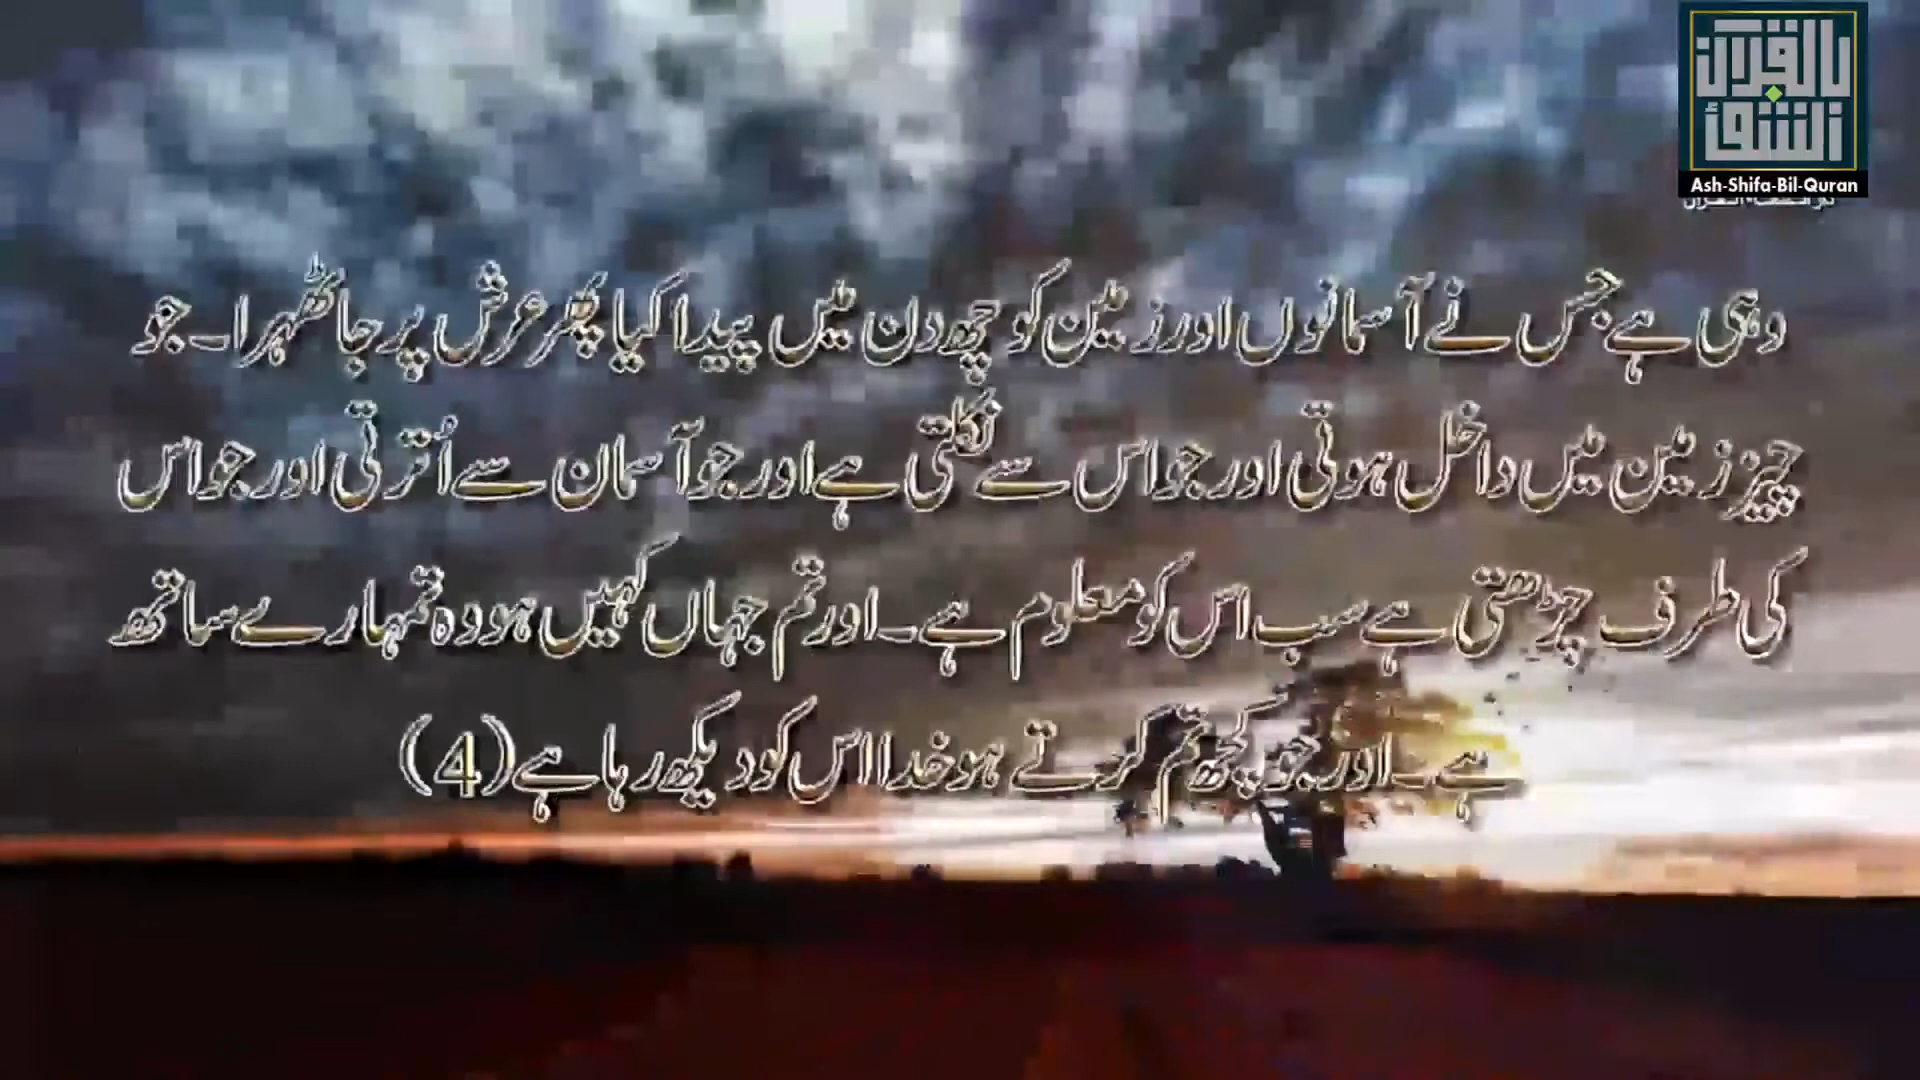 بالقرآن
الشفاء
Ash-Shifa-Bil-Quran
وہی ہے جس نے آسمانوں اور زمین کو چھ دن میں پیدا کیا پھر عرش پر جا ٹھہرا۔ جو
چیز زمین میں داخل ہوتی اور جو اس سے نکلتی ہے اور جو آسمان سے اُترتی اور جو اس
کی طرف چڑھتی ہے سب اس کو معلوم ہے۔ اور تم جہاں کہیں ہو وہ تمہارے ساتھ
ہے۔ اور جو کچھ تم کرتے ہو خدا اس کو دیکھ رہا ہے (4)